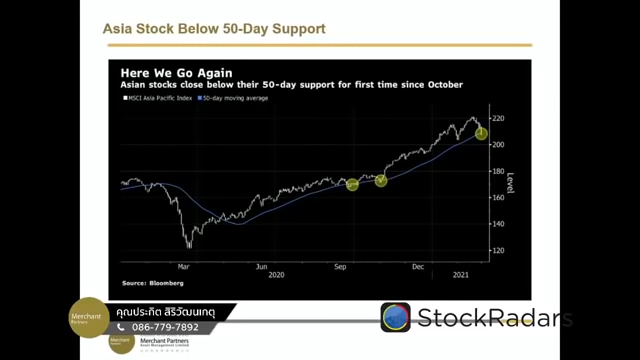 Asia Stock Below 50-Day Support
Here We Go Again
Asian stocks close below their 50-day support for first time since October
MSCI Asia Pacific Index 50-day moving average
220
200
180
160
140
120
Level
Mar Jun Sep Dec
2020 2021
Source: Bloomberg
Merchant
Partners
คุณประกิต สิริวัฒนเกตุ
086-779-7892
StockRadars
Merchant Partners
Asset Management Limited